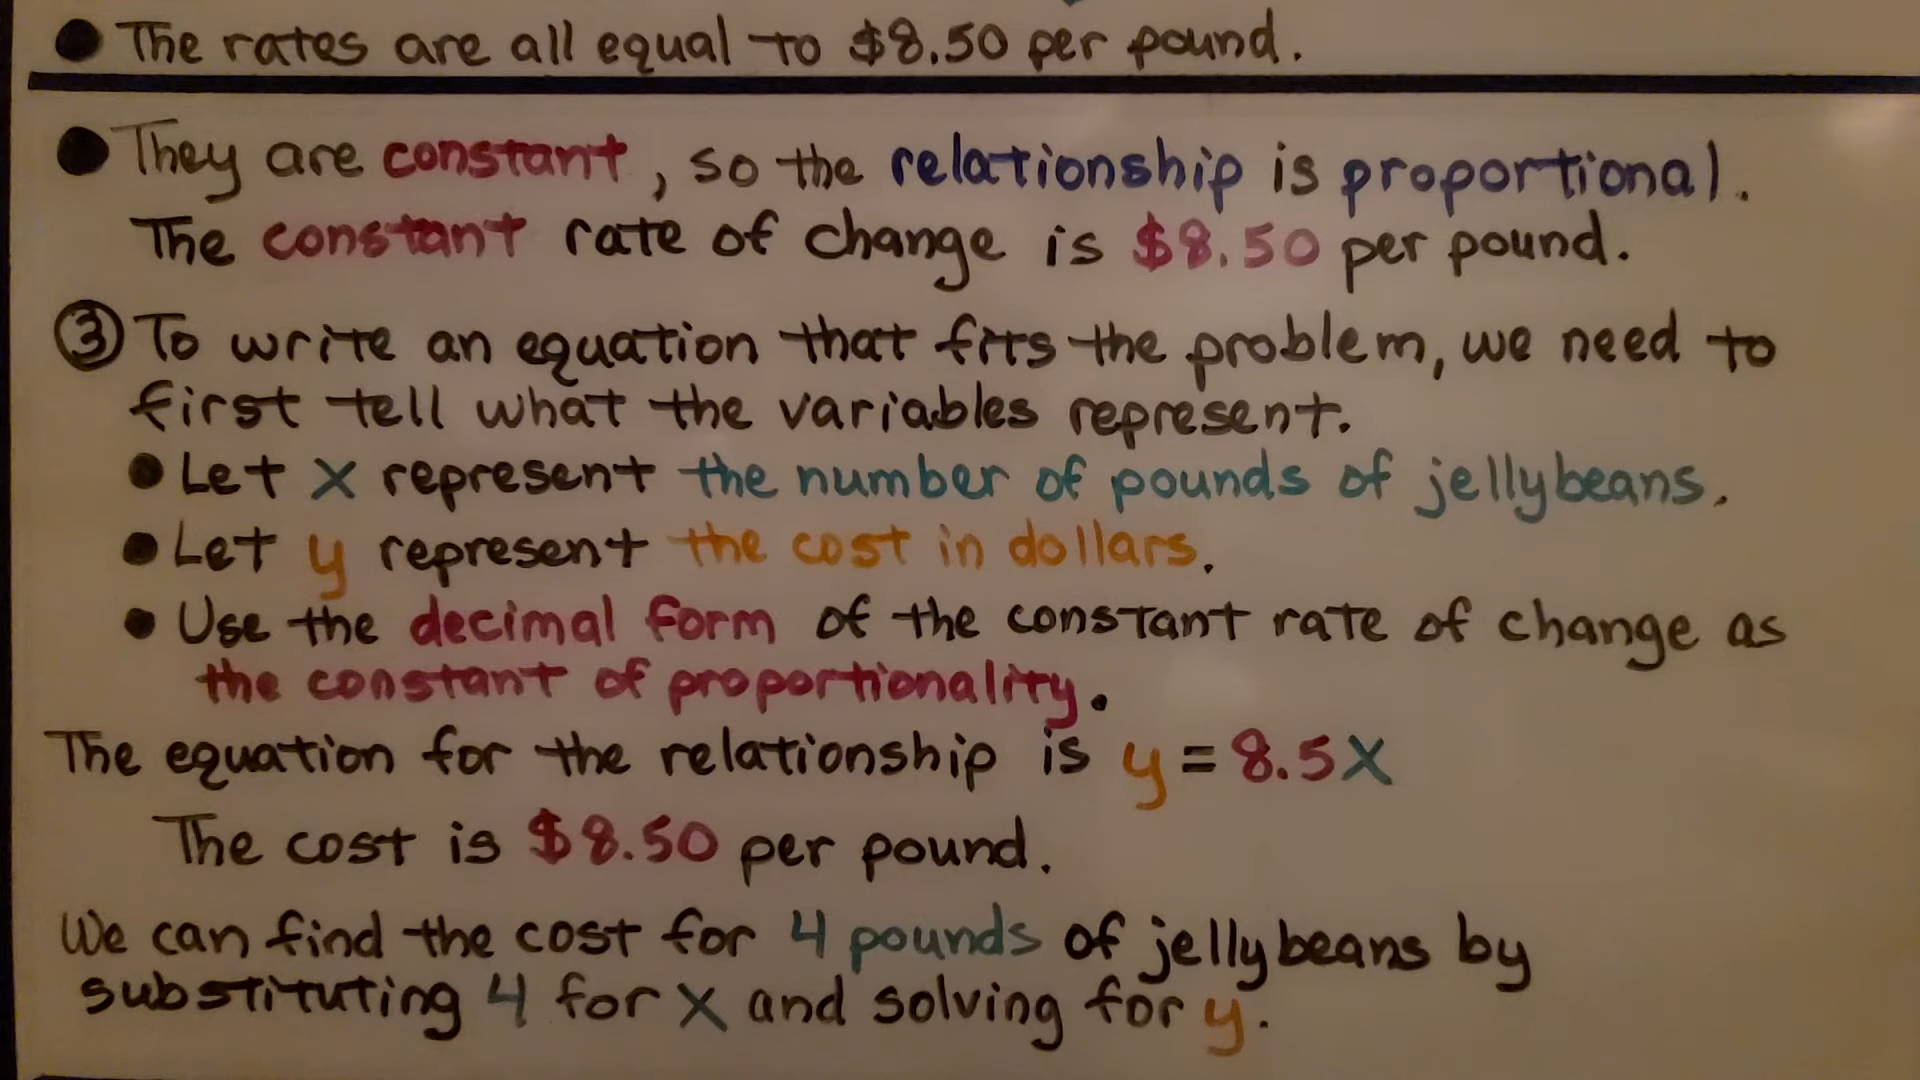 ● The rates are all equal to $8.50 per pound.
● They are constant, so the relationship is proportional.
The constant rate of change is $8.50 per pound.
③ To write an equation that fits the problem, we need to
first tell what the variables represent.
● Let x represent the number of pounds of jellybeans.
● Let y represent the cost in dollars.
● Use the decimal form of the constant rate of change as
the constant of proportionality.
The equation for the relationship is y = 8.5x
The cost is $8.50 per pound.
We can find the cost for 4 pounds of jellybeans by
substituting 4 for x and solving for y.